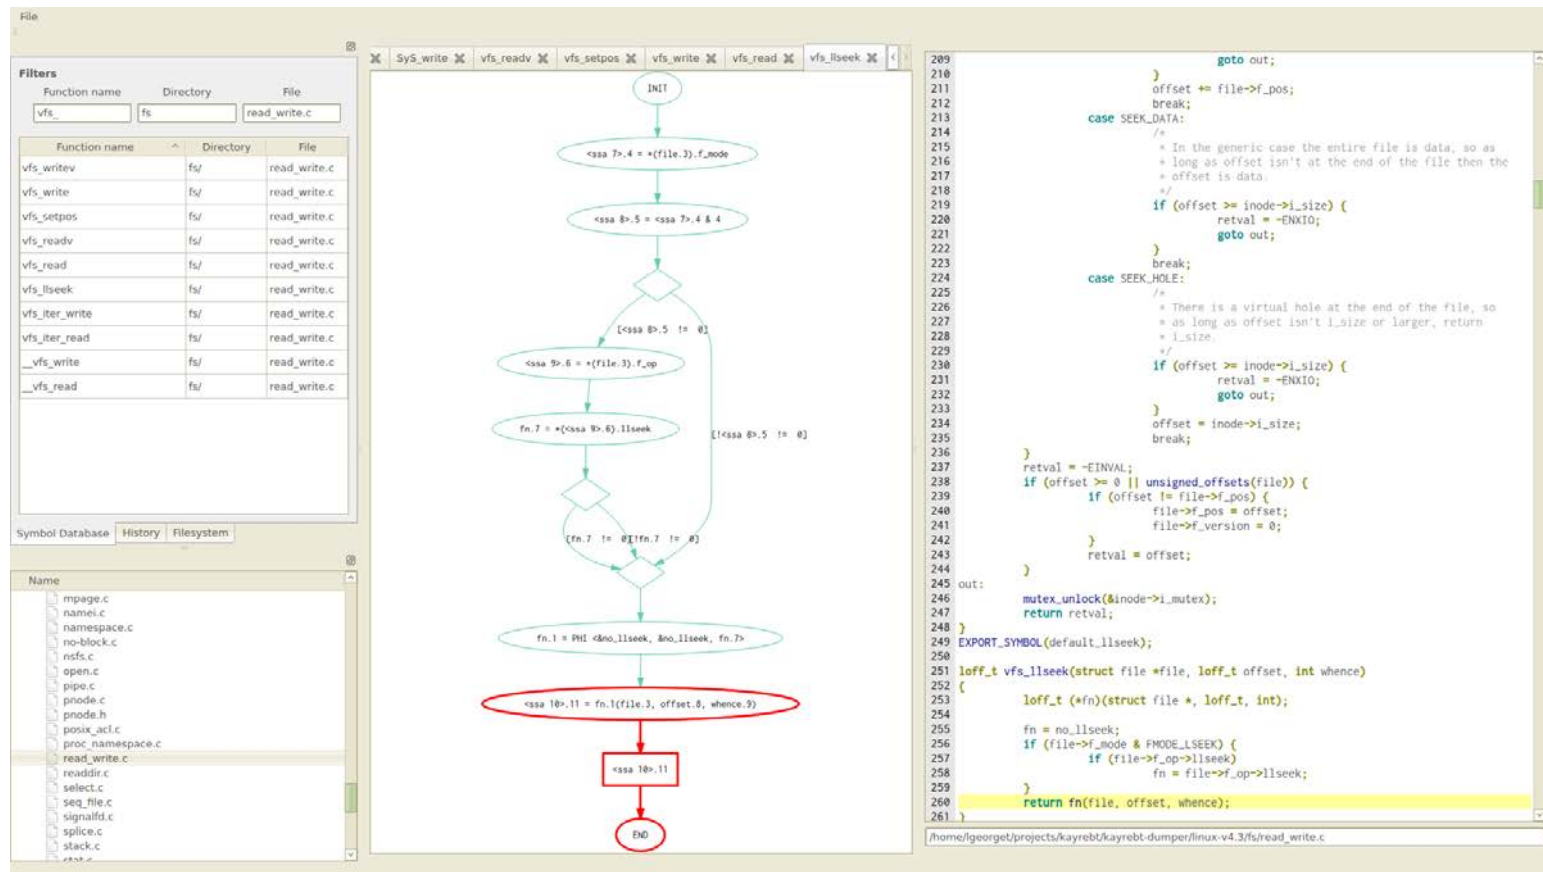 File
Filters
Function name Directory File
vfs_ fs read_write.c
Function name Directory File
vfs_writev fs/ read_write.c
vfs_write fs/ read_write.c
vfs_setpos fs/ read_write.c
vfs_readv fs/ read_write.c
vfs_read fs/ read_write.c
vfs_llseek fs/ read_write.c
vfs_iter_write fs/ read_write.c
vfs_iter_read fs/ read_write.c
__vfs_write fs/ read_write.c
__vfs_read fs/ read_write.c
Symbol Database History Filesystem
Name
mpage.c
namei.c
namespace.c
no-block.c
nsfs.c
open.c
pipe.c
pnode.c
pnode.h
posix_acl.c
proc_namespace.c
read_write.c
readdir.c
select.c
seq_file.c
signalfd.c
splice.c
stack.c
stat.c
SyS_write vfs_readv vfs_setpos vfs_write vfs_read vfs_llseek
INIT
<ssa 7>.4 = *(file.3).f_mode
<ssa 8>.5 = <ssa 7>.4 & 4
[<ssa 8>.5 != 0]
<ssa 9>.6 = *(file.3).f_op
fn.7 = *(<ssa 9>.6).llseek
[!<ssa 8>.5 != 0]
[fn.7 != 0] [!fn.7 != 0]
fn.1 = PHI <&no_llseek, &no_llseek, fn.7>
<ssa 10>.11 = fn.1(file.3, offset.8, whence.9)
<ssa 10>.11
END
209 goto out;
210 }
211 offset += file->f_pos;
212 break;
213 case SEEK_DATA:
214 /*
215 * In the generic case the entire file is data, so as
216 * long as offset isn't at the end of the file then the
217 * offset is data.
218 */
219 if (offset >= inode->i_size) {
220 retval = -ENXIO;
221 goto out;
222 }
223 break;
224 case SEEK_HOLE:
225 /*
226 * There is a virtual hole at the end of the file, so
227 * as long as offset isn't i_size or larger, return
228 * i_size.
229 */
230 if (offset >= inode->i_size) {
231 retval = -ENXIO;
232 goto out;
233 }
234 offset = inode->i_size;
235 break;
236 }
237 retval = -EINVAL;
238 if (offset >= 0 || unsigned_offsets(file)) {
239 if (offset != file->f_pos) {
240 file->f_pos = offset;
241 file->f_version = 0;
242 }
243 retval = offset;
244 }
245 out:
246 mutex_unlock(&inode->i_mutex);
247 return retval;
248 }
249 EXPORT_SYMBOL(default_llseek);
250
251 loff_t vfs_llseek(struct file *file, loff_t offset, int whence)
252 {
253 loff_t (*fn)(struct file *, loff_t, int);
254
255 fn = no_llseek;
256 if (file->f_mode & FMODE_LSEEK) {
257 if (file->f_op->llseek)
258 fn = file->f_op->llseek;
259 }
260 return fn(file, offset, whence);
261 }
/home/lgeorget/projects/kayrebt/kayrebt-dumper/linux-v4.3/fs/read_write.c